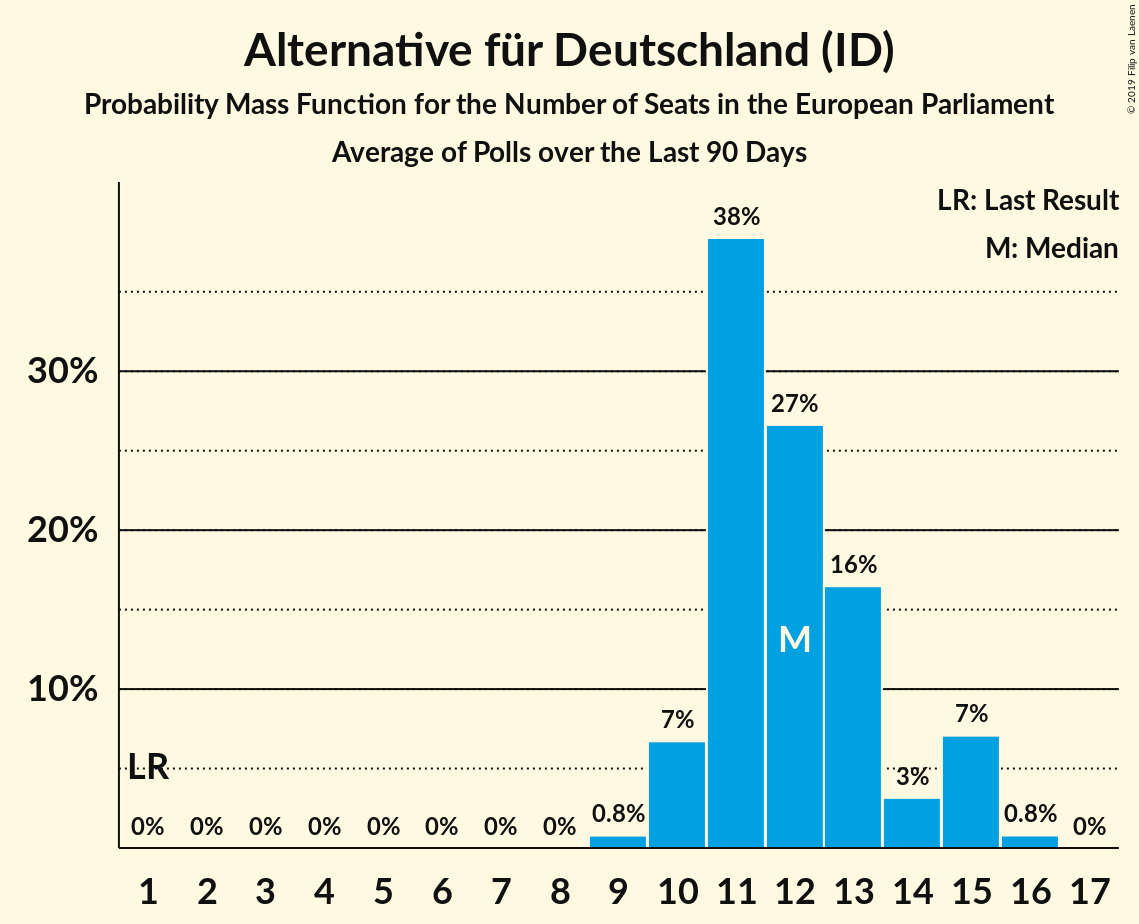 Alternative für Deutschland (ID)
Probability Mass Function for the Number of Seats in the European Parliament
Average of Polls over the Last 90 Days
© 2019 Filip van Laenen
LR: Last Result
M: Median
38%
30%
27%
20%
16%
M
10%
7%
7%
LR
3%
0% 0% 0% 0% 0% 0% 0% 0% 0.8% 0.8% 0%
1 2 3 4 5 6 7 8 9 10 11 12 13 14 15 16 17